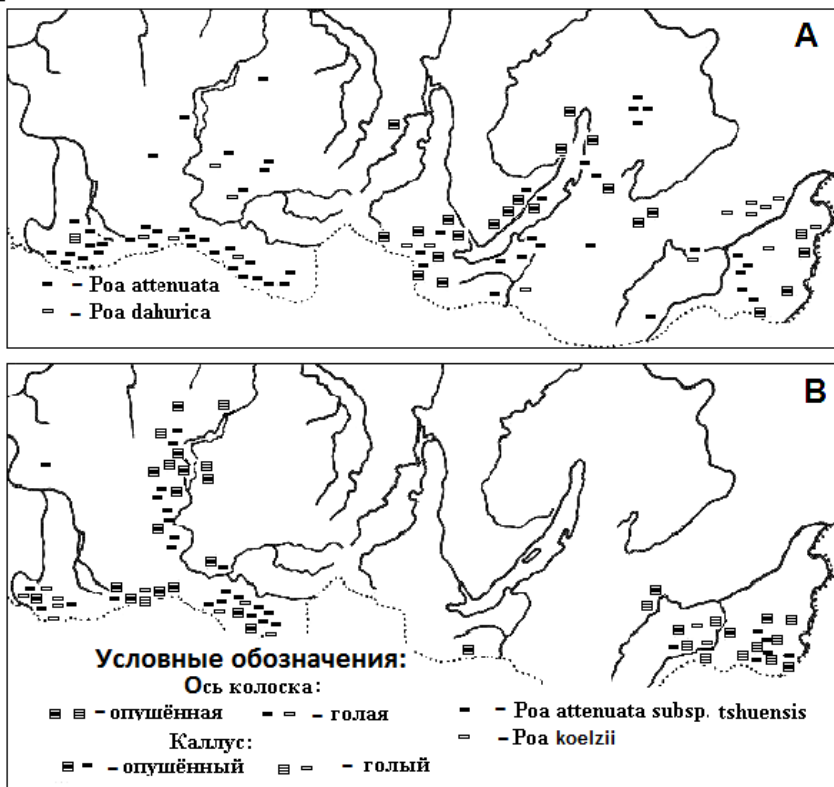 A
– Poa attenuata
– Poa dahurica
B
Условные обозначения:
Ось колоска:
– опушённая – голая
Каллус:
– опушённый – голый
– Poa attenuata subsp. tshuensis
– Poa koelzii